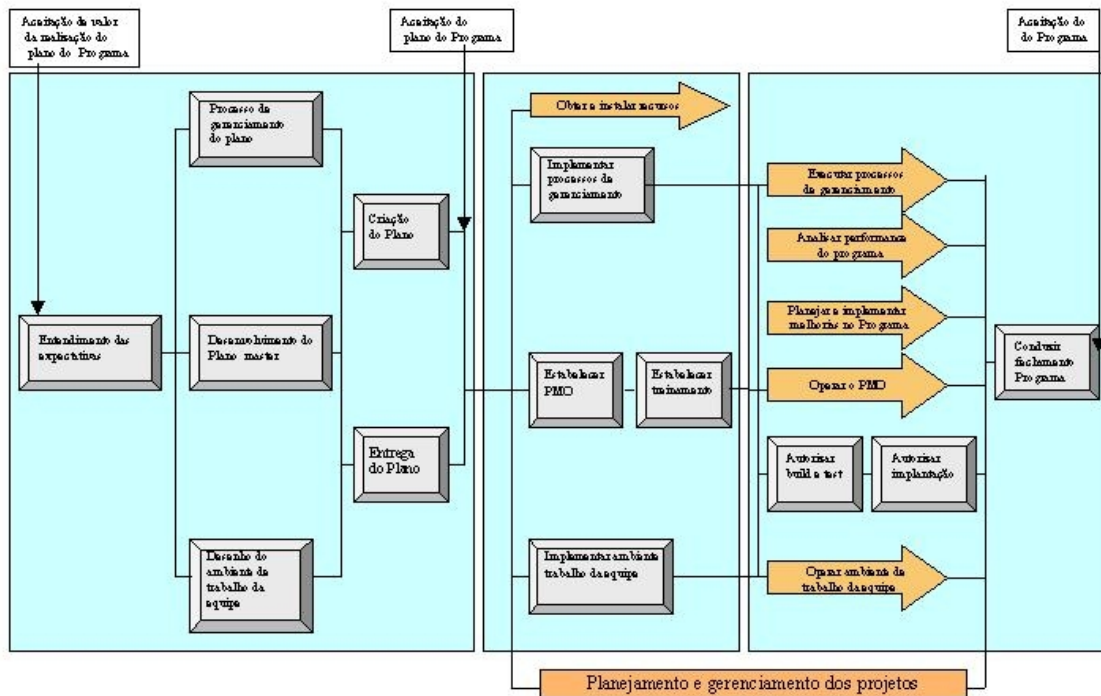 Aceitação de valor
da realização do
plano do Programa
Aceitação do
plano do Programa
Aceitação do
do Programa
Processo de
gerenciamento
do plano
Criação
do Plano
Entendimento das
expectativas
Desenvolvimento do
Plano master
Entrega
do Plano
Desenho do
ambiente de
trabalho da
equipe
Obter e instalar recursos
Implementar
processos de
gerenciamento
Estabelecer
PMO
Estabelecer
treinamento
Implementar ambiente
trabalho da equipe
Executar processos
de gerenciamento
Analisar performance
do programa
Planejar e implementar
melhorias no Programa
Operar o PMO
Autorizar
build e test
Autorizar
implantação
Operar ambiente de
trabalho da equipe
Conduzir
fechamento
Programa
Planejamento e gerenciamento dos projetos